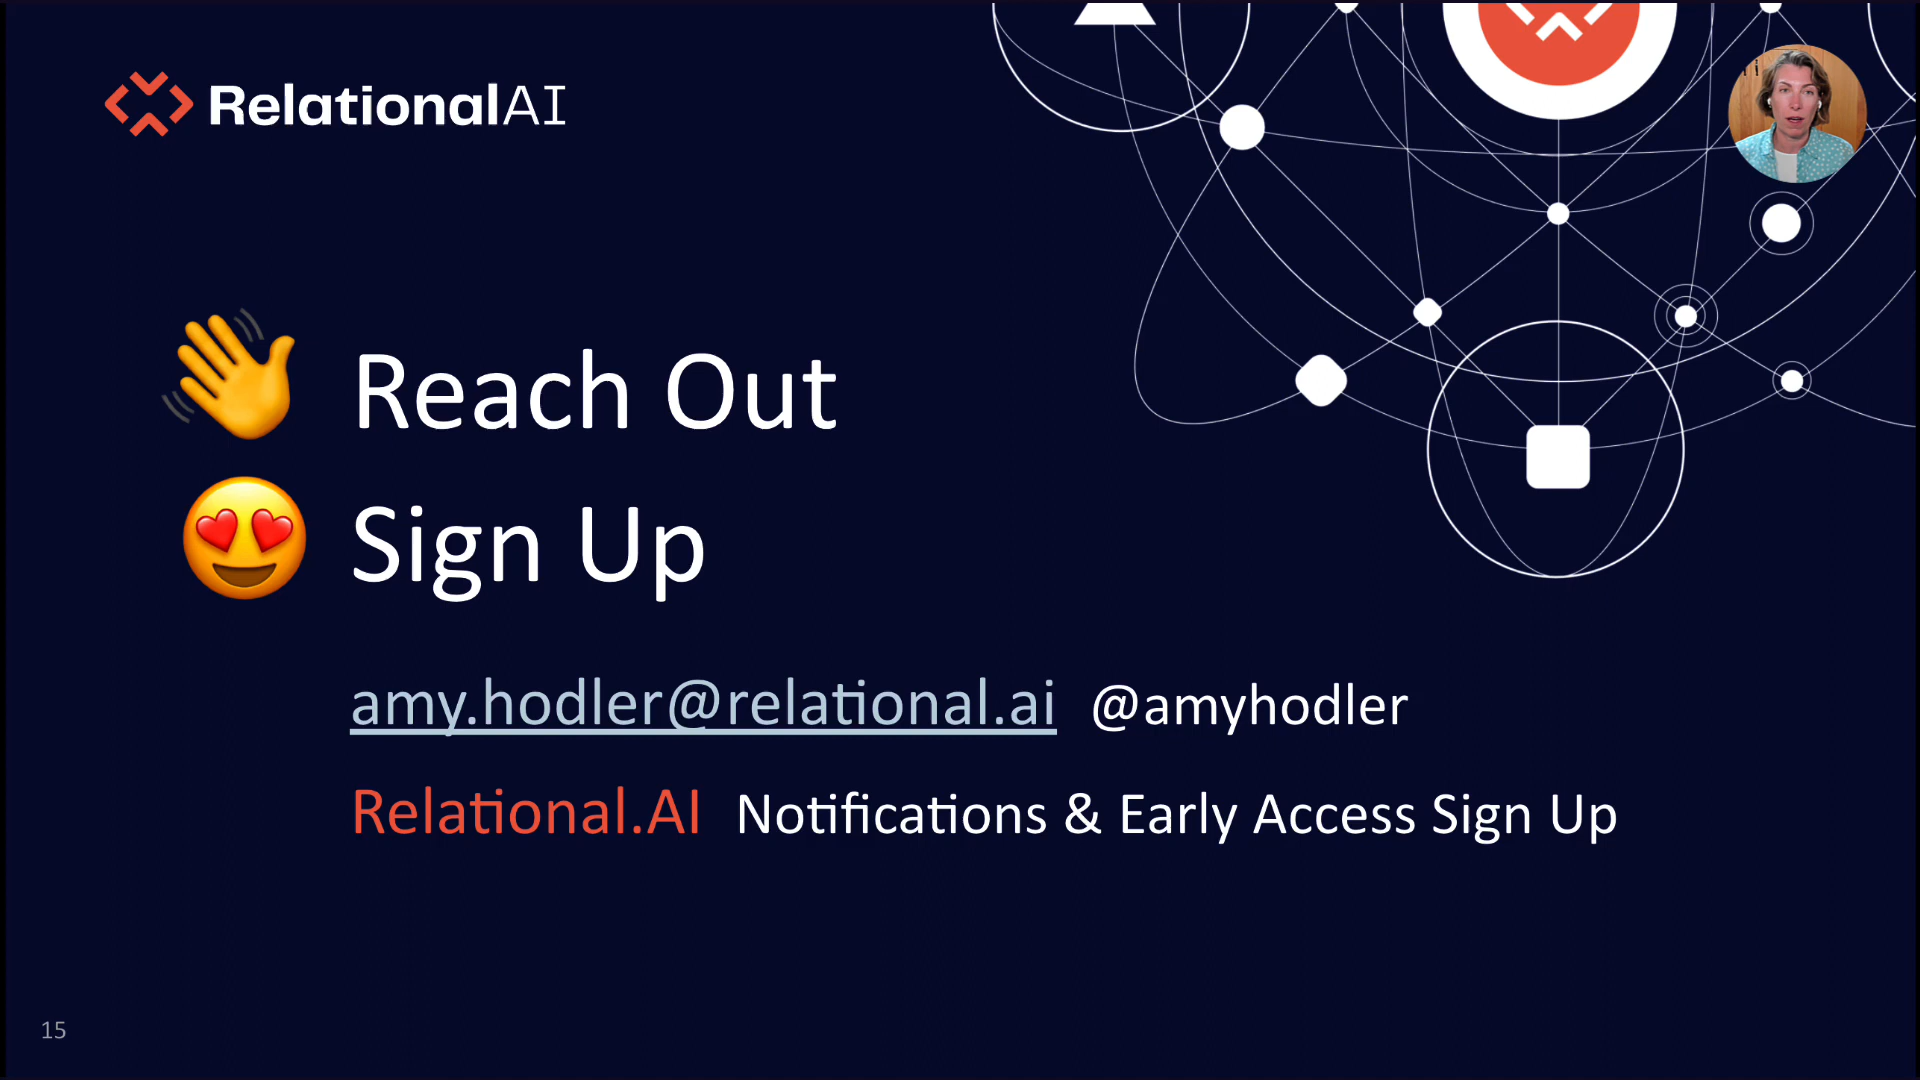 RelationalAI
Reach Out
Sign Up
amy.hodler@relational.ai @amyhodler
Relational.AI Notifications & Early Access Sign Up
15